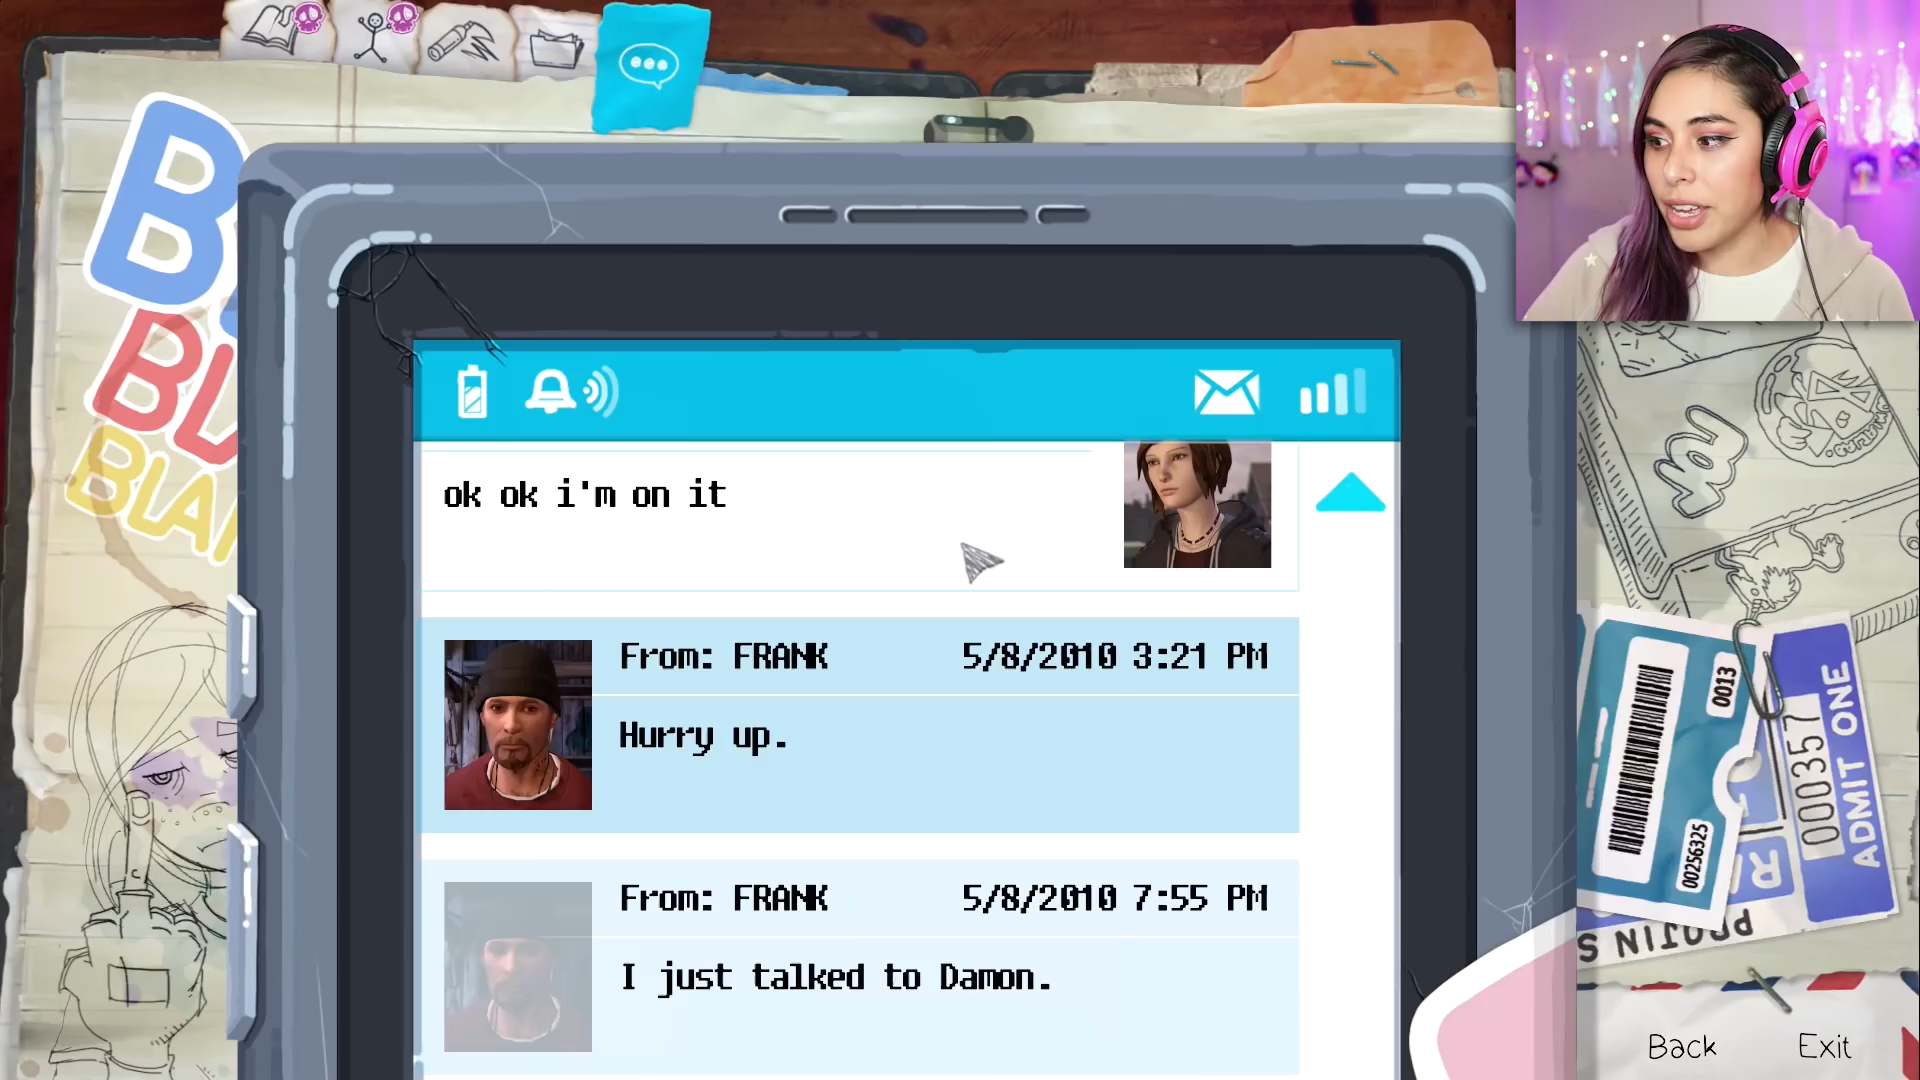 ok ok i'm on it
From: FRANK 5/8/2010 3:21 PM
Hurry up.
From: FRANK 5/8/2010 7:55 PM
I just talked to Damon.
0013
00256325
000357
ADMIT ONE
Back Exit